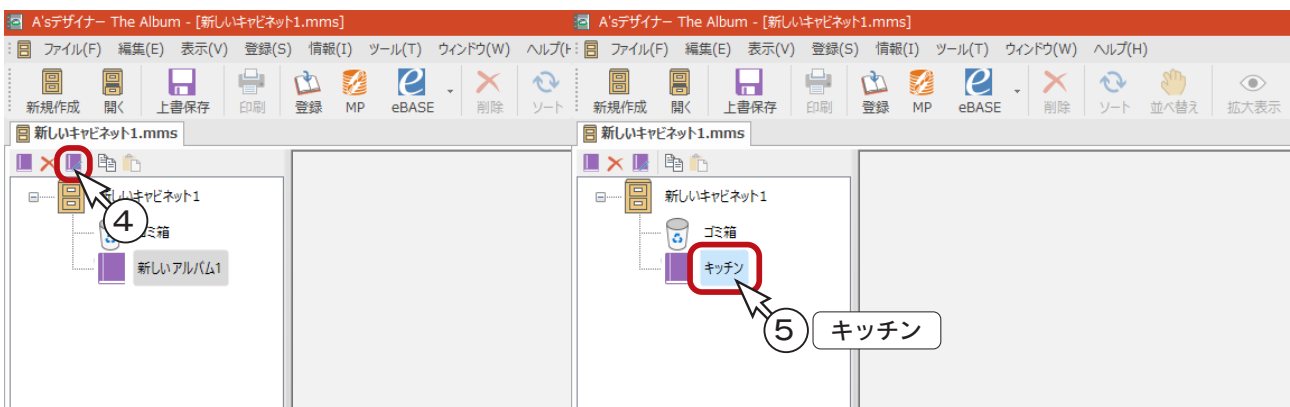 A'sデザイナー The Album - [新しいキャビネット1.mms]
ファイル(F) 編集(E) 表示(V) 登録(S) 情報(I) ツール(T) ウィンドウ(W) ヘルプ(H
新規作成 開く 上書保存 印刷 登録 MP eBASE 削除 ソート
新しいキャビネット1.mms
新しいキャビネット1
④
ゴミ箱
新しいアルバム1
A'sデザイナー The Album - [新しいキャビネット1.mms]
ファイル(F) 編集(E) 表示(V) 登録(S) 情報(I) ツール(T) ウィンドウ(W) ヘルプ(H)
新規作成 開く 上書保存 印刷 登録 MP eBASE 削除 ソート 並べ替え 拡大表示
新しいキャビネット1.mms
新しいキャビネット1
ゴミ箱
キッチン
⑤ キッチン